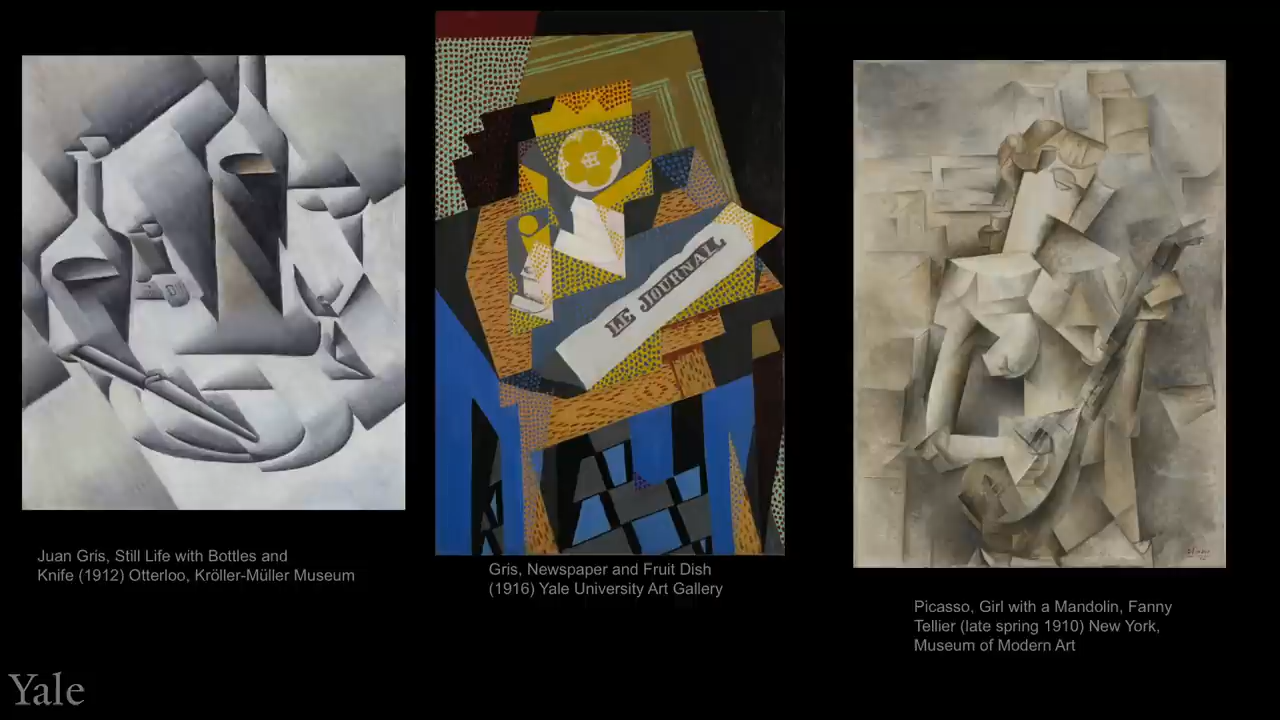 LE JOURNAL
Juan Gris, Still Life with Bottles and
Knife (1912) Otterloo, Kröller-Müller Museum
Gris, Newspaper and Fruit Dish
(1916) Yale University Art Gallery
Picasso, Girl with a Mandolin, Fanny
Tellier (late spring 1910) New York,
Museum of Modern Art
Yale